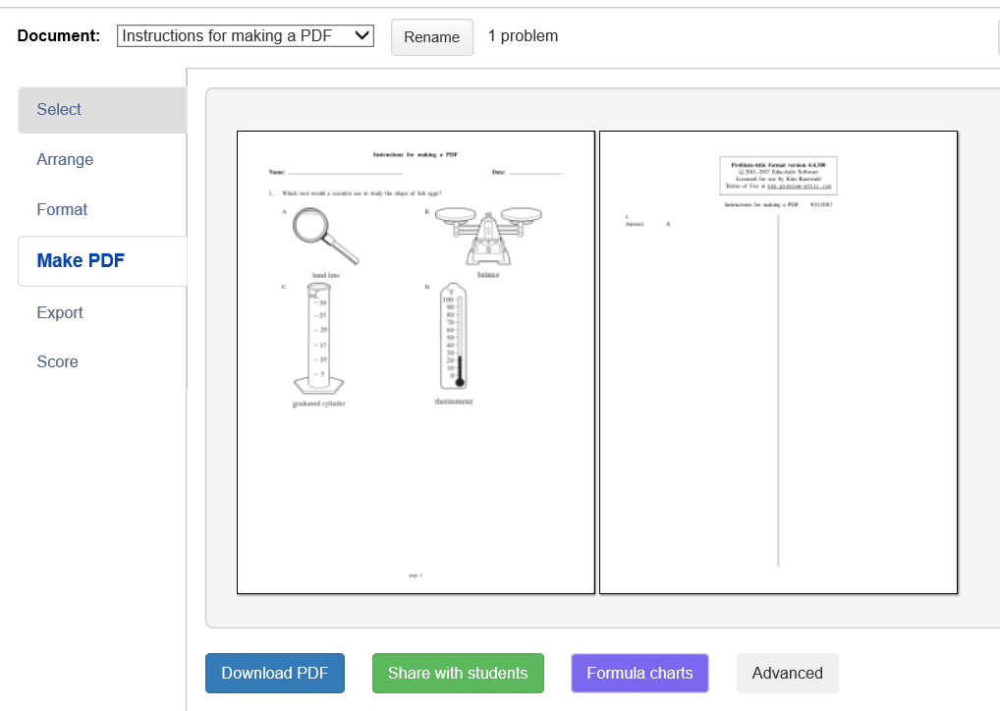 Document: Instructions for making a PDF Rename 1 problem
Select
Arrange
Format
Make PDF
Export
Score
Instructions for making a PDF
Name: Date:
1. Which tool would a scientist use to study the shape of fish eggs?
A. B.
hand lens balance
C. D.
mL °F
30
25
20
15
10
5
100
90
80
70
60
50
40
30
20
10
0
graduated cylinder thermometer
page 1
Problem-Attic format version 4.4.300
© 2011–2017 EducAide Software
Licensed for use by
Terms of Use at www.problem-attic.com
Instructions for making a PDF 9/11/2017
1.
Answer: A
Download PDF Share with students Formula charts Advanced